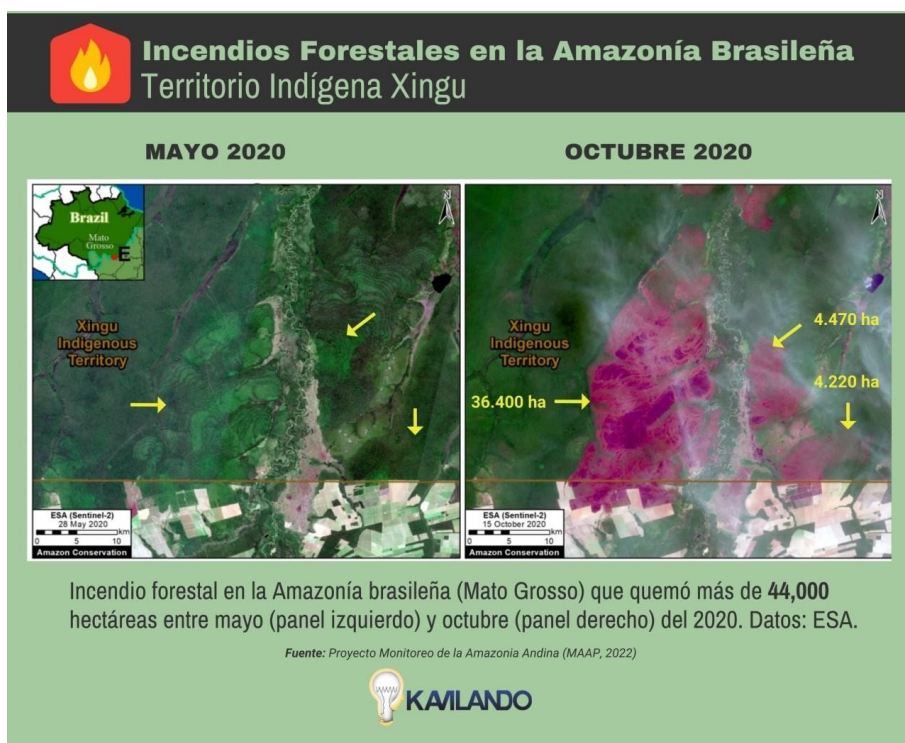 Incendios Forestales en la Amazonía Brasileña
Territorio Indígena Xingu
MAYO 2020
OCTUBRE 2020
Brazil
Mato
Grosso
E
N
Xingu
Indigenous
Territory
ESA (Sentinel-2)
28 May 2020
km
0 5 10
Amazon Conservation
N
Xingu
Indigenous
Territory
4.470 ha
4.220 ha
36.400 ha
ESA (Sentinel-2)
15 October 2020
km
0 5 10
Amazon Conservation
Incendio forestal en la Amazonía brasileña (Mato Grosso) que quemó más de 44,000
hectáreas entre mayo (panel izquierdo) y octubre (panel derecho) del 2020. Datos: ESA.
Fuente: Proyecto Monitoreo de la Amazonia Andina (MAAP, 2022)
KAVILANDO